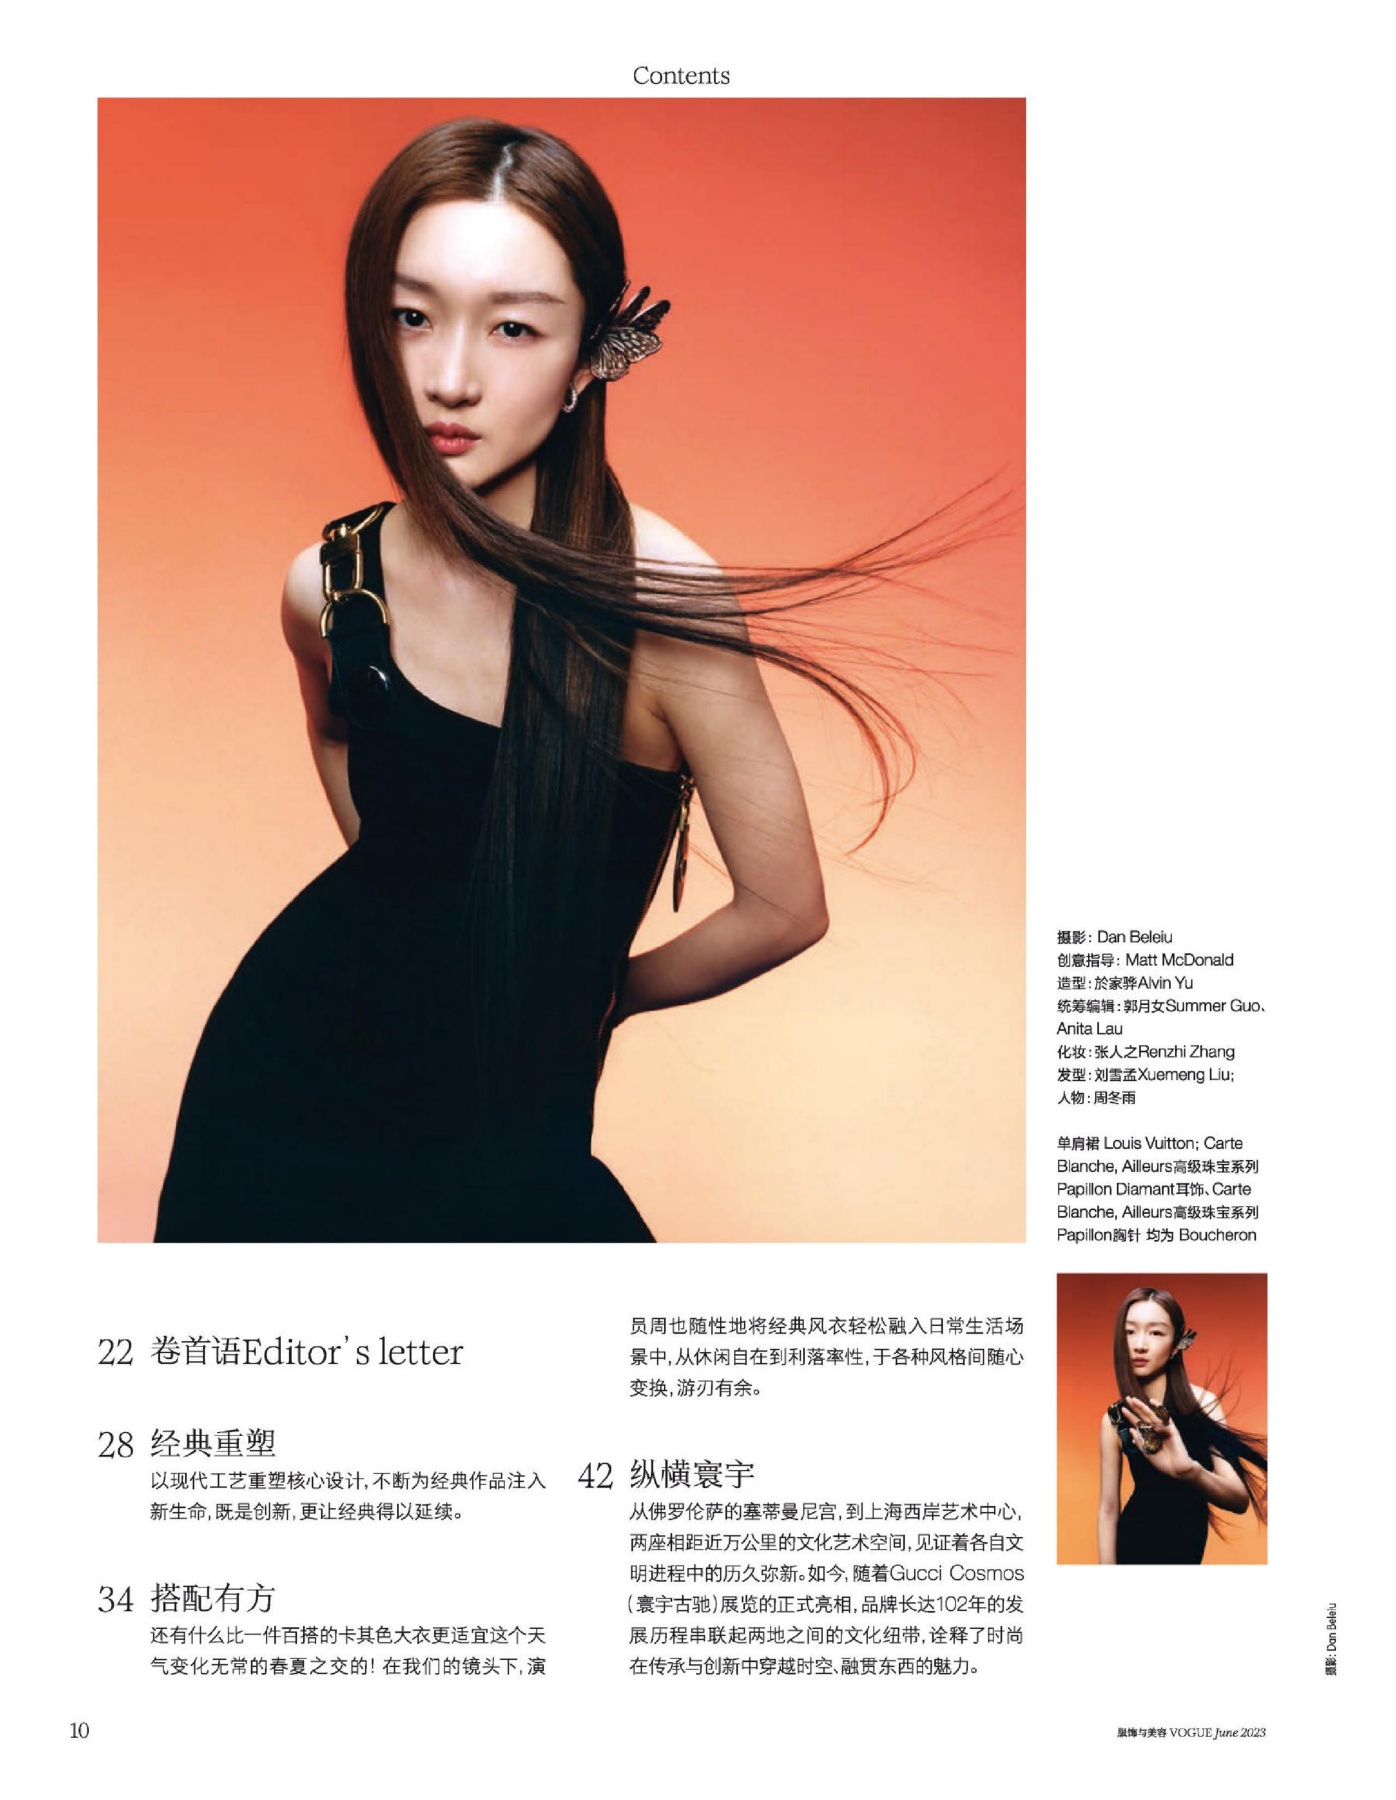 Contents
摄影: Dan Beleiu
创意指导: Matt McDonald
造型:於家骅Alvin Yu
统筹编辑:郭月女Summer Guo、
Anita Lau
化妆:张人之Renzhi Zhang
发型:刘雪孟Xuemeng Liu;
人物:周冬雨
单肩裙 Louis Vuitton; Carte
Blanche, Ailleurs高级珠宝系列
Papillon Diamant耳饰、Carte
Blanche, Ailleurs高级珠宝系列
Papillon胸针 均为 Boucheron
22 卷首语Editor's letter
28 经典重塑
以现代工艺重塑核心设计,不断为经典作品注入
新生命,既是创新,更让经典得以延续。
34 搭配有方
还有什么比一件百搭的卡其色大衣更适宜这个天
气变化无常的春夏之交的!在我们的镜头下,演
员周也随性地将经典风衣轻松融入日常生活场
景中,从休闲自在到利落率性,于各种风格间随心
变换,游刃有余。
42 纵横寰宇
从佛罗伦萨的塞蒂曼尼宫,到上海西岸艺术中心,
两座相距近万公里的文化艺术空间,见证着各自文
明进程中的历久弥新。如今,随着Gucci Cosmos
(寰宇古驰)展览的正式亮相,品牌长达102年的发
展历程串联起两地之间的文化纽带,诠释了时尚
在传承与创新中穿越时空、融贯东西的魅力。
摄影: Dan Beleiu
10
服饰与美容 VOGUE June 2023